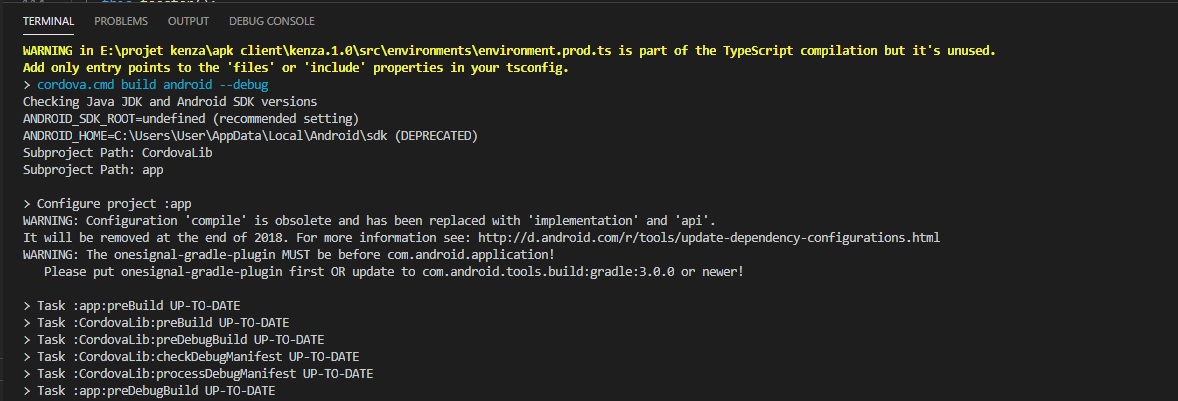 TERMINAL PROBLEMS OUTPUT DEBUG CONSOLE
WARNING in E:\projet kenza\apk client\kenza.1.0\src\environments\environment.prod.ts is part of the TypeScript compilation but it's unused.
Add only entry points to the 'files' or 'include' properties in your tsconfig.
> cordova.cmd build android --debug
Checking Java JDK and Android SDK versions
ANDROID_SDK_ROOT=undefined (recommended setting)
ANDROID_HOME=C:\Users\User\AppData\Local\Android\sdk (DEPRECATED)
Subproject Path: CordovaLib
Subproject Path: app
> Configure project :app
WARNING: Configuration 'compile' is obsolete and has been replaced with 'implementation' and 'api'.
It will be removed at the end of 2018. For more information see: http://d.android.com/r/tools/update-dependency-configurations.html
WARNING: The onesignal-gradle-plugin MUST be before com.android.application!
Please put onesignal-gradle-plugin first OR update to com.android.tools.build:gradle:3.0.0 or newer!
> Task :app:preBuild UP-TO-DATE
> Task :CordovaLib:preBuild UP-TO-DATE
> Task :CordovaLib:preDebugBuild UP-TO-DATE
> Task :CordovaLib:checkDebugManifest UP-TO-DATE
> Task :CordovaLib:processDebugManifest UP-TO-DATE
> Task :app:preDebugBuild UP-TO-DATE